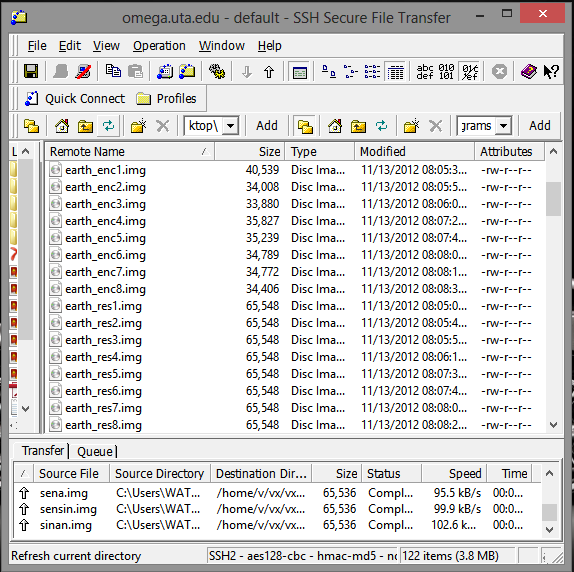 omega.uta.edu - default - SSH Secure File Transfer
File Edit View Operation Window Help
abc def 010 101
Quick Connect Profiles
ktop\ Add grams Add
L Remote Name / Size Type Modified Attributes
earth_enc1.img 40,539 Disc Ima... 11/13/2012 08:05:3... -rw-r---r--
earth_enc2.img 34,008 Disc Ima... 11/13/2012 08:05:5... -rw-r---r--
earth_enc3.img 33,880 Disc Ima... 11/13/2012 08:06:0... -rw-r---r--
earth_enc4.img 35,827 Disc Ima... 11/13/2012 08:07:2... -rw-r---r--
earth_enc5.img 35,239 Disc Ima... 11/13/2012 08:07:4... -rw-r---r--
earth_enc6.img 34,789 Disc Ima... 11/13/2012 08:08:0... -rw-r---r--
earth_enc7.img 34,772 Disc Ima... 11/13/2012 08:08:1... -rw-r---r--
earth_enc8.img 34,406 Disc Ima... 11/13/2012 08:08:3... -rw-r---r--
earth_res1.img 65,548 Disc Ima... 11/13/2012 08:05:0... -rw-r---r--
earth_res2.img 65,548 Disc Ima... 11/13/2012 08:05:4... -rw-r---r--
earth_res3.img 65,548 Disc Ima... 11/13/2012 08:05:5... -rw-r---r--
earth_res4.img 65,548 Disc Ima... 11/13/2012 08:06:1... -rw-r---r--
earth_res5.img 65,548 Disc Ima... 11/13/2012 08:07:3... -rw-r---r--
earth_res6.img 65,548 Disc Ima... 11/13/2012 08:07:4... -rw-r---r--
earth_res7.img 65,548 Disc Ima... 11/13/2012 08:08:0... -rw-r---r--
earth_res8.img 65,548 Disc Ima... 11/13/2012 08:08:2... -rw-r---r--
Transfer Queue
/ Source File Source Directory Destination Dir... Size Status Speed Time
sena.img C:\Users\WAT... /home/v/vx/vx... 65,536 Compl... 95.5 kB/s 00:0...
sensin.img C:\Users\WAT... /home/v/vx/vx... 65,536 Compl... 99.9 kB/s 00:0...
sinan.img C:\Users\WAT... /home/v/vx/vx... 65,536 Compl... 102.6 k... 00:0...
Refresh current directory SSH2 - aes128-cbc - hmac-md5 - no 122 items (3.8 MB)